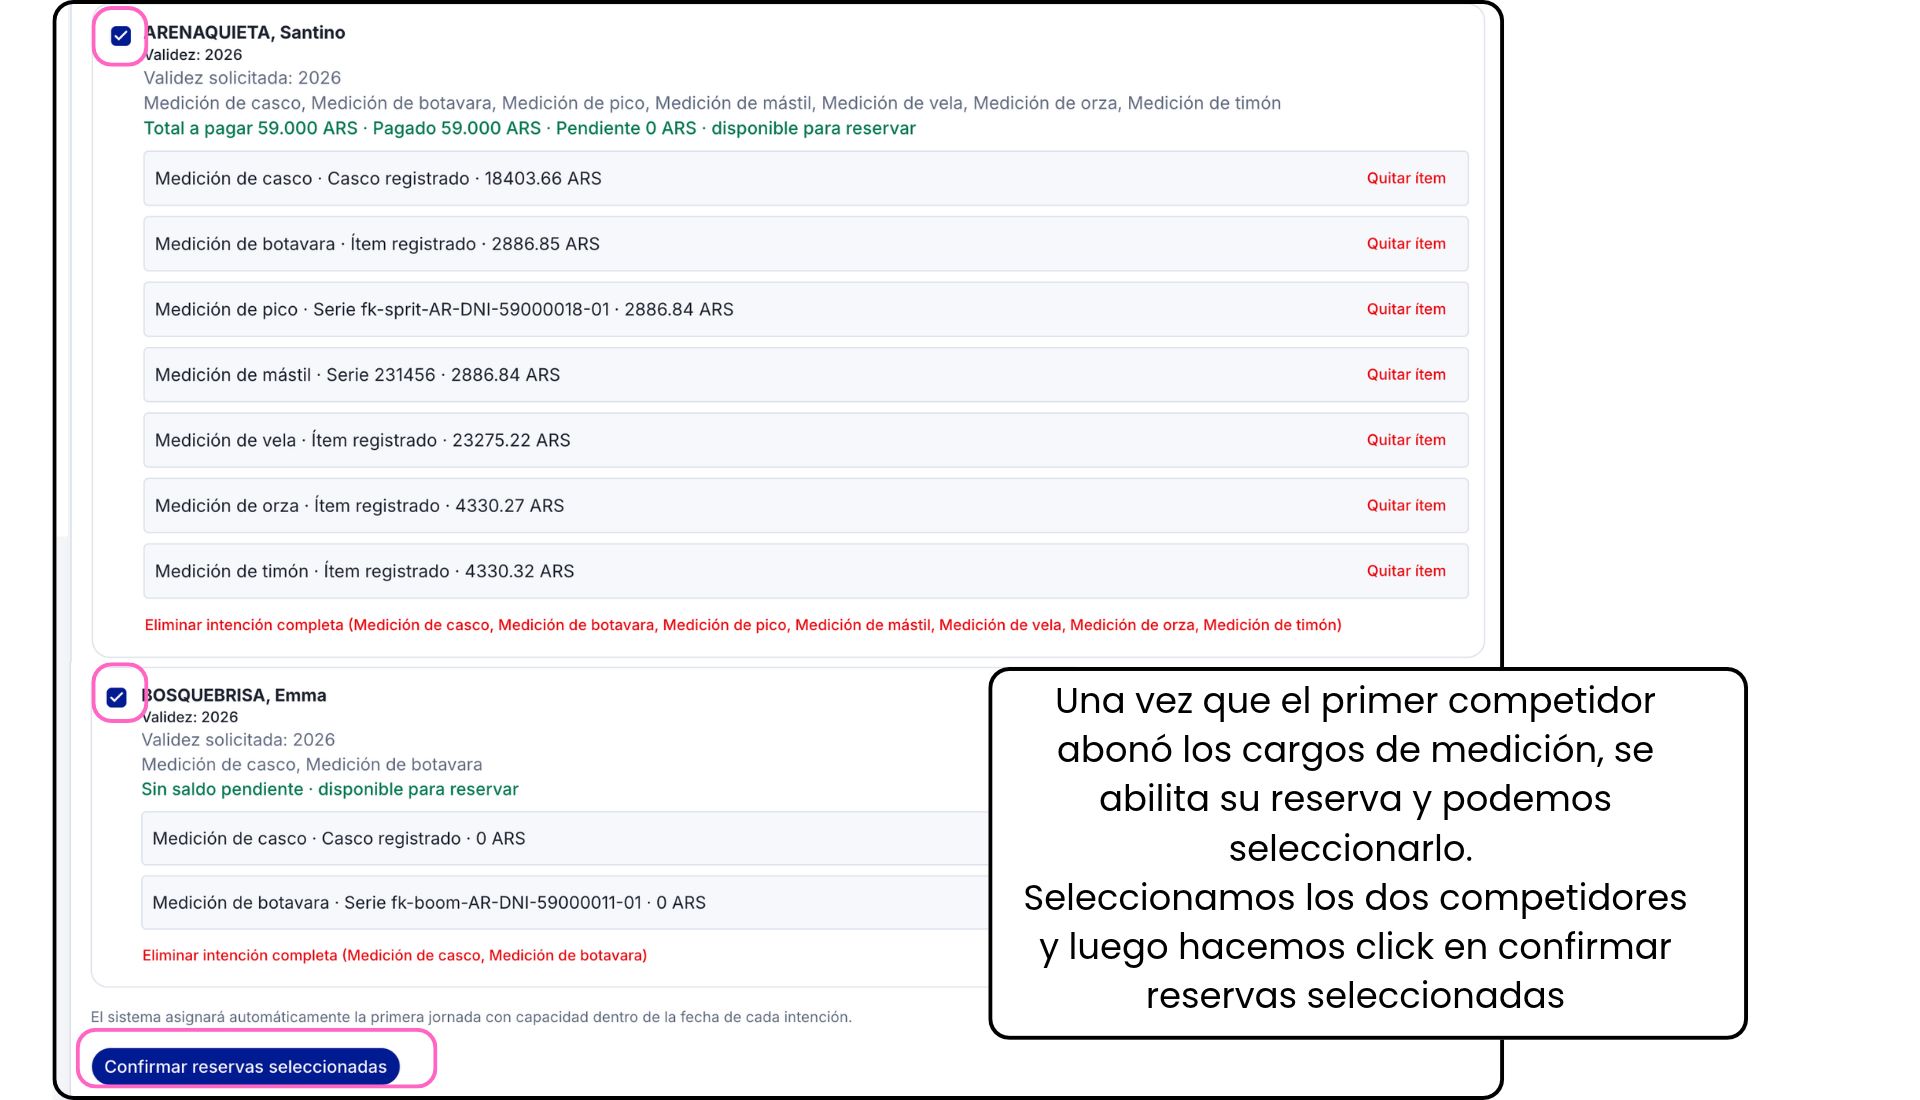 ARENAQUIETA, Santino
Validez: 2026
Validez solicitada: 2026
Medición de casco, Medición de botavara, Medición de pico, Medición de mástil, Medición de vela, Medición de orza, Medición de timón
Total a pagar 59.000 ARS · Pagado 59.000 ARS · Pendiente 0 ARS · disponible para reservar
Medición de casco · Casco registrado · 18403.66 ARS Quitar ítem
Medición de botavara · Ítem registrado · 2886.85 ARS Quitar ítem
Medición de pico · Serie fk-sprit-AR-DNI-59000018-01 · 2886.84 ARS Quitar ítem
Medición de mástil · Serie 231456 · 2886.84 ARS Quitar ítem
Medición de vela · Ítem registrado · 23275.22 ARS Quitar ítem
Medición de orza · Ítem registrado · 4330.27 ARS Quitar ítem
Medición de timón · Ítem registrado · 4330.32 ARS Quitar ítem
Eliminar intención completa (Medición de casco, Medición de botavara, Medición de pico, Medición de mástil, Medición de vela, Medición de orza, Medición de timón)
BOSQUEBRISA, Emma
Validez: 2026
Validez solicitada: 2026
Medición de casco, Medición de botavara
Sin saldo pendiente · disponible para reservar
Medición de casco · Casco registrado · 0 ARS
Medición de botavara · Serie fk-boom-AR-DNI-59000011-01 · 0 ARS
Eliminar intención completa (Medición de casco, Medición de botavara)
El sistema asignará automáticamente la primera jornada con capacidad dentro de la fecha de cada intención.
Confirmar reservas seleccionadas
Una vez que el primer competidor
abonó los cargos de medición, se
abilita su reserva y podemos
seleccionarlo.
Seleccionamos los dos competidores
y luego hacemos click en confirmar
reservas seleccionadas